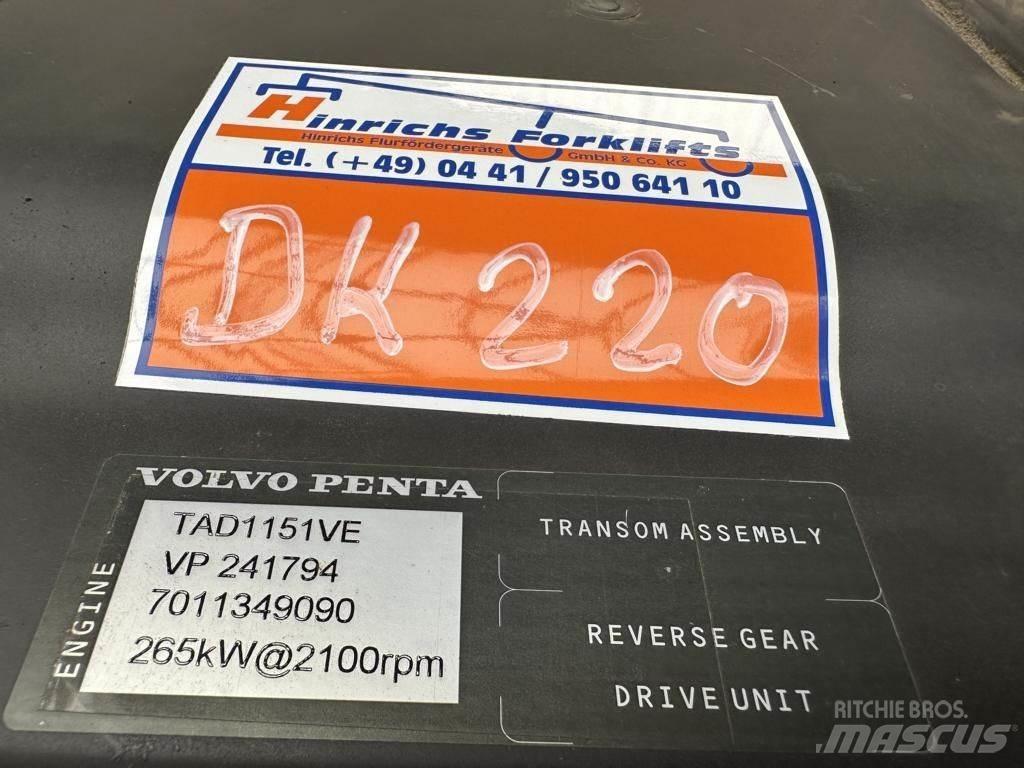 Hinrichs Forklifts
Hinrichs Flurfördergeräte GmbH & Co. KG
Tel. (+49) 04 41 / 950 641 10
DK 220
VOLVO PENTA
ENGINE
TAD1151VE
VP 241794
7011349090
265kW@2100rpm
TRANSOM ASSEMBLY
REVERSE GEAR
DRIVE UNIT
RITCHIE BROS.
MASCUS